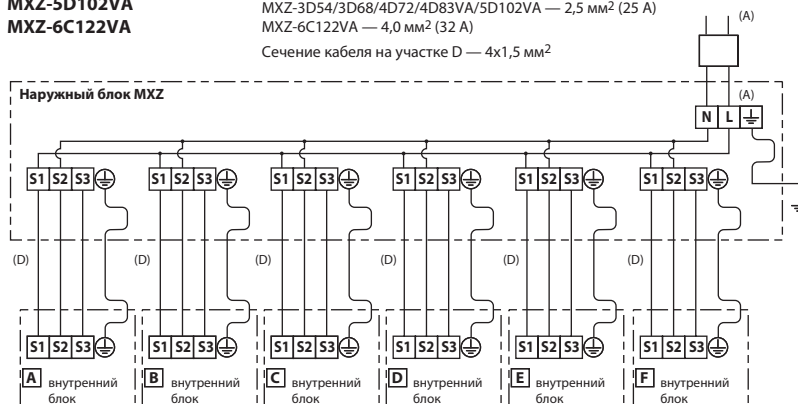 MXZ-5D102VA
MXZ-6C122VA
MXZ-3D54/3D68/4D72/4D83VA/5D102VA — 2,5 мм² (25 А)
MXZ-6C122VA — 4,0 мм² (32 А)
Сечение кабеля на участке D — 4х1,5 мм²
(A)
Наружный блок MXZ
(A)
N L
S1 S2 S3 S1 S2 S3 S1 S2 S3 S1 S2 S3 S1 S2 S3 S1 S2 S3
(D) (D) (D) (D) (D) (D)
S1 S2 S3 S1 S2 S3 S1 S2 S3 S1 S2 S3 S1 S2 S3 S1 S2 S3
A внутренний B внутренний C внутренний D внутренний E внутренний F внутренний
блок блок блок блок блок блок